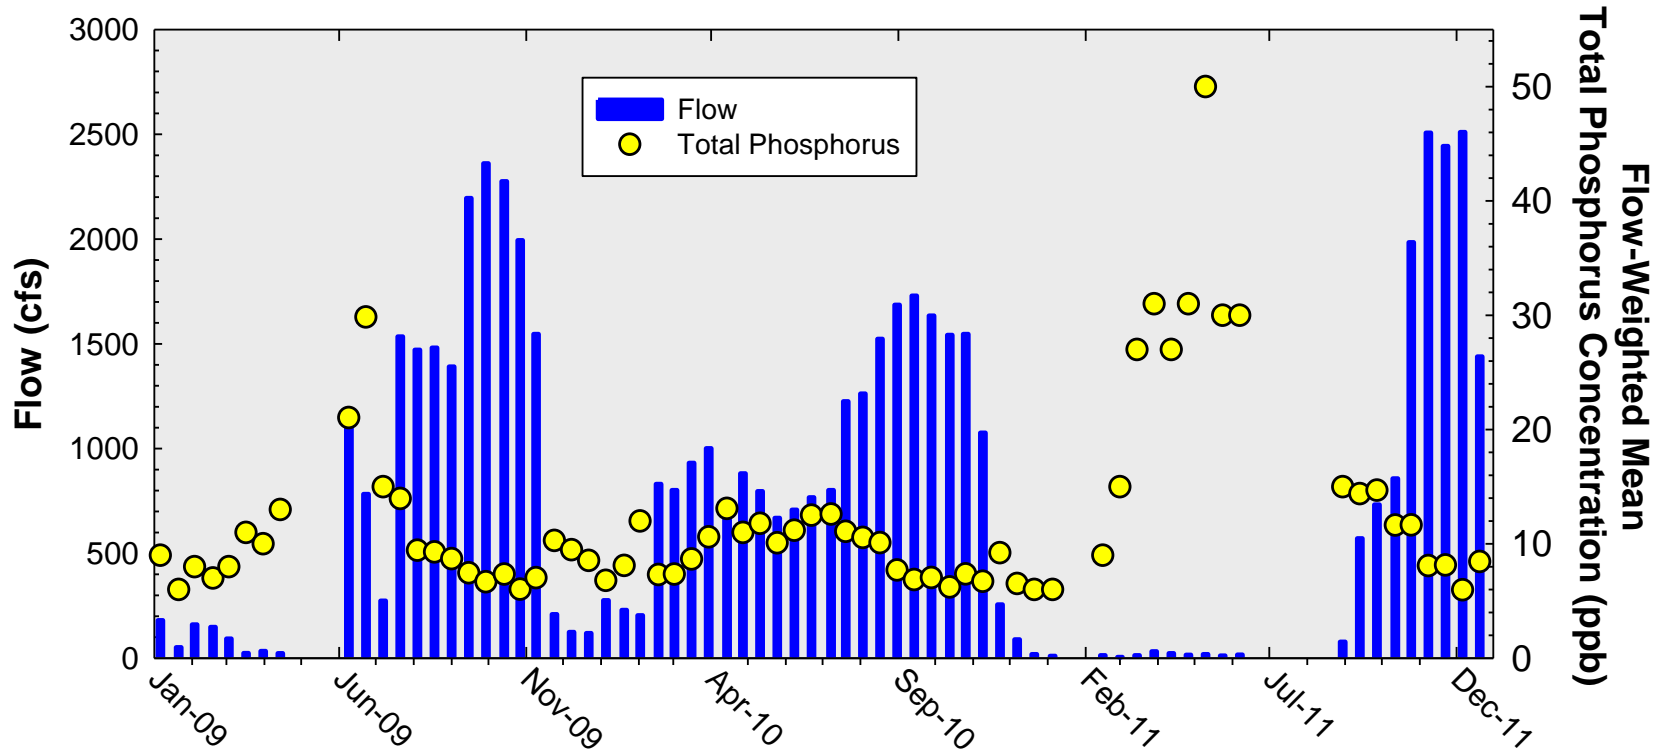 3000
2500
2000
1500
1000
500
0
Flow (cfs)
Flow
Total Phosphorus
50
40
30
20
10
0
Flow-Weighted Mean
Total Phosphorus Concentration (ppb)
Jan-09
Jun-09
Nov-09
Apr-10
Sep-10
Feb-11
Jul-11
Dec-11